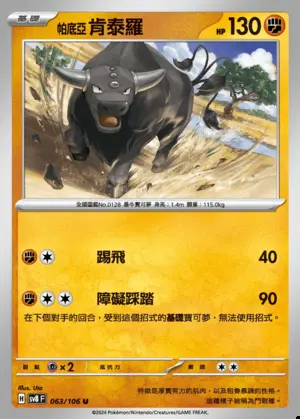 基礎 帕底亞 肯泰羅 HP 130
全國圖鑑No.0128 暴牛寶可夢 身高：1.4m 體重：115.0kg
踢飛 40
障礙踩踏 90
在下個對手的回合，受到這個招式的基礎寶可夢，無法使用招式。
弱點 ×2 抵抗力 撤退
Illus. Uta
H SV8 F 063/106 U
©2024 Pokémon/Nintendo/Creatures/GAME FREAK.